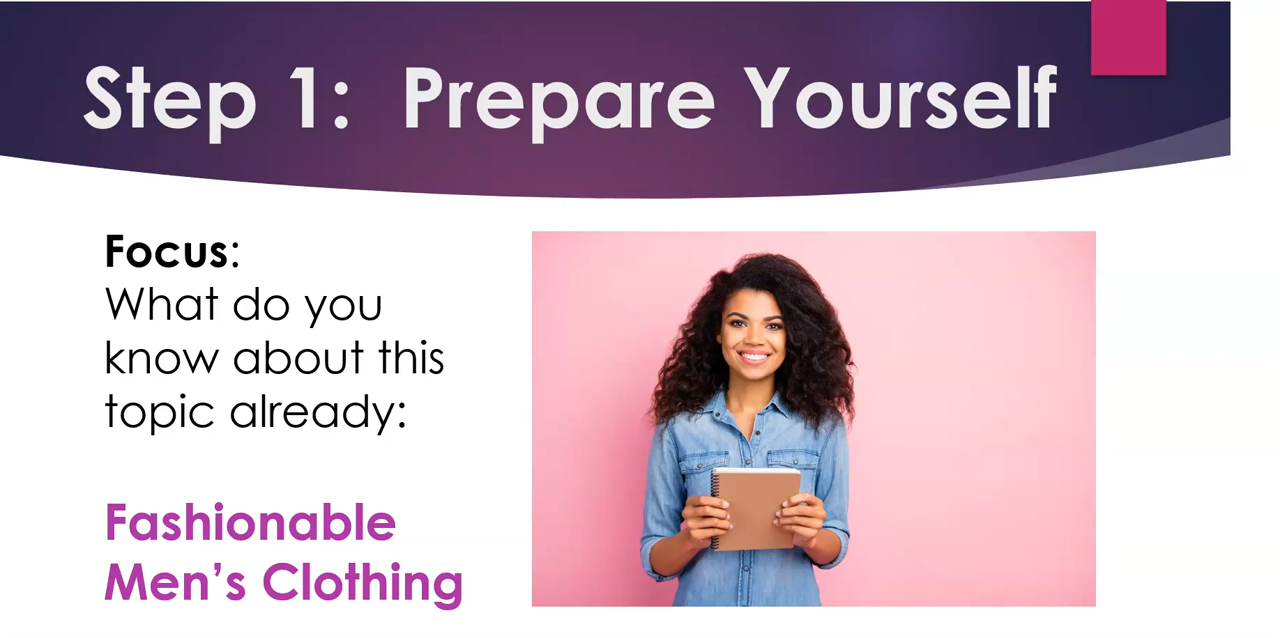 Step 1:  Prepare Yourself
Focus:
What do you
know about this
topic already:
Fashionable
Men’s Clothing